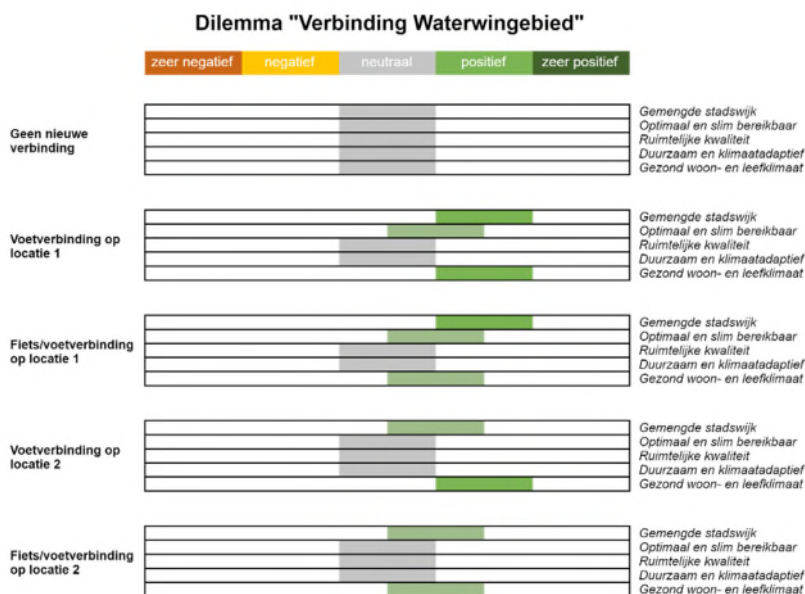 Dilemma "Verbinding Waterwingebied"
zeer negatief negatief neutraal positief zeer positief
Geen nieuwe
verbinding
Gemengde stadswijk
Optimaal en slim bereikbaar
Ruimtelijke kwaliteit
Duurzaam en klimaatadaptief
Gezond woon- en leefklimaat
Voetverbinding op
locatie 1
Gemengde stadswijk
Optimaal en slim bereikbaar
Ruimtelijke kwaliteit
Duurzaam en klimaatadaptief
Gezond woon- en leefklimaat
Fiets/voetverbinding
op locatie 1
Gemengde stadswijk
Optimaal en slim bereikbaar
Ruimtelijke kwaliteit
Duurzaam en klimaatadaptief
Gezond woon- en leefklimaat
Voetverbinding op
locatie 2
Gemengde stadswijk
Optimaal en slim bereikbaar
Ruimtelijke kwaliteit
Duurzaam en klimaatadaptief
Gezond woon- en leefklimaat
Fiets/voetverbinding
op locatie 2
Gemengde stadswijk
Optimaal en slim bereikbaar
Ruimtelijke kwaliteit
Duurzaam en klimaatadaptief
Gezond woon- en leefklimaat